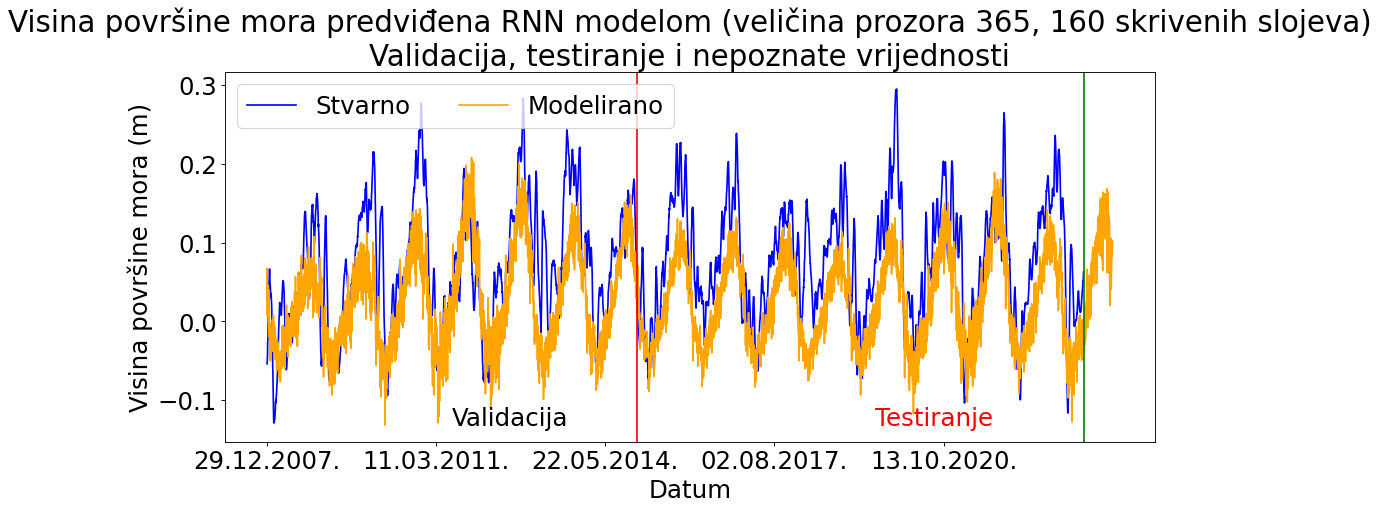 Visina površine mora predviđena RNN modelom (veličina prozora 365, 160 skrivenih slojeva)
Validacija, testiranje i nepoznate vrijednosti
Stvarno Modelirano
Visina površine mora (m)
0.3
0.2
0.1
0.0
−0.1
Validacija Testiranje
29.12.2007. 11.03.2011. 22.05.2014. 02.08.2017. 13.10.2020.
Datum